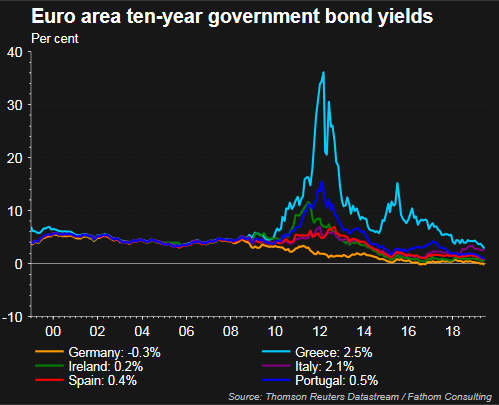 Euro area ten-year government bond yields
Per cent
40
30
20
10
0
-10
00 02 04 06 08 10 12 14 16 18
Germany: -0.3% Greece: 2.5%
Ireland: 0.2% Italy: 2.1%
Spain: 0.4% Portugal: 0.5%
Source: Thomson Reuters Datastream / Fathom Consulting